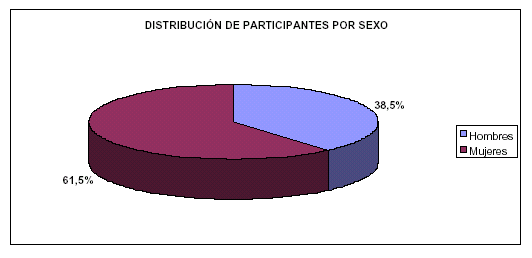 DISTRIBUCIÓN DE PARTICIPANTES POR SEXO
38,5%
Hombres
Mujeres
61,5%